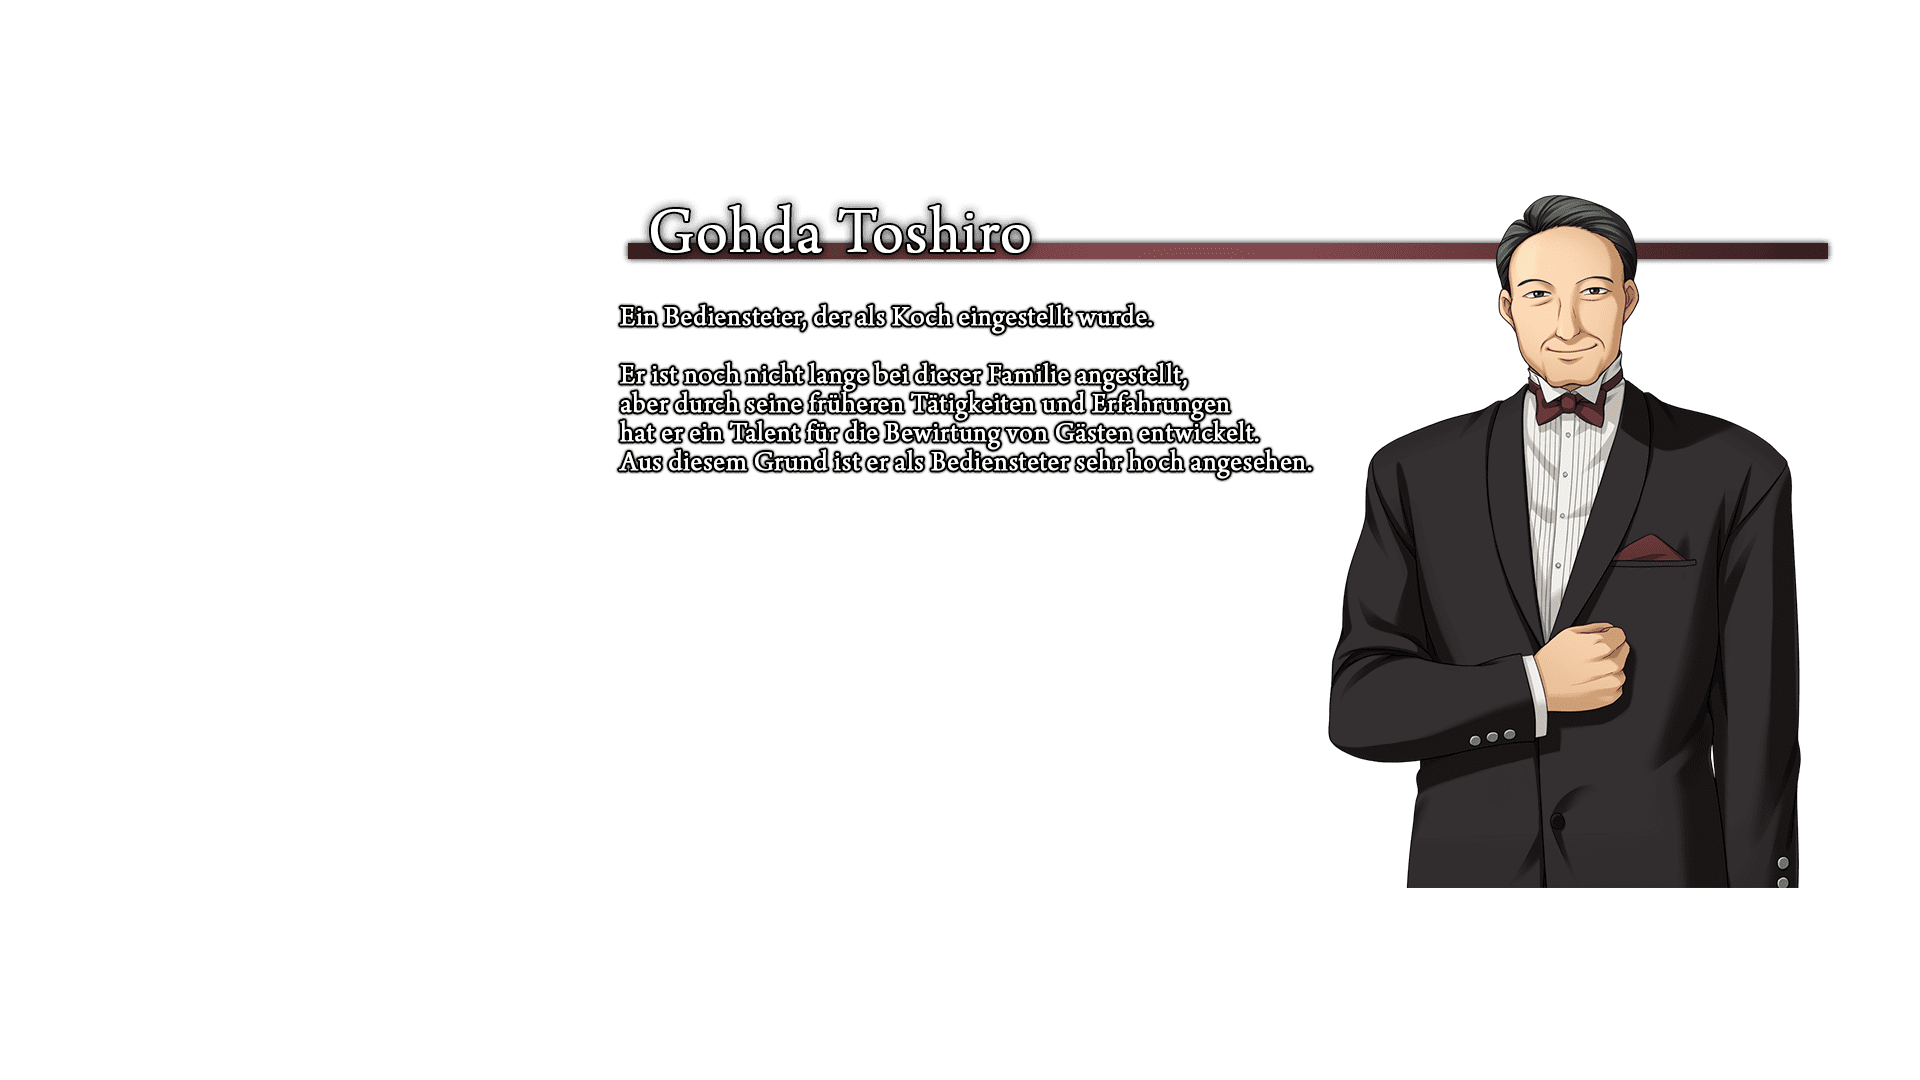 Gohda Toshiro
Ein Bediensteter, der als Koch eingestellt wurde.
Er ist noch nicht lange bei dieser Familie angestellt,
aber durch seine früheren Tätigkeiten und Erfahrungen
hat er ein Talent für die Bewirtung von Gästen entwickelt.
Aus diesem Grund ist er als Bediensteter sehr hoch angesehen.